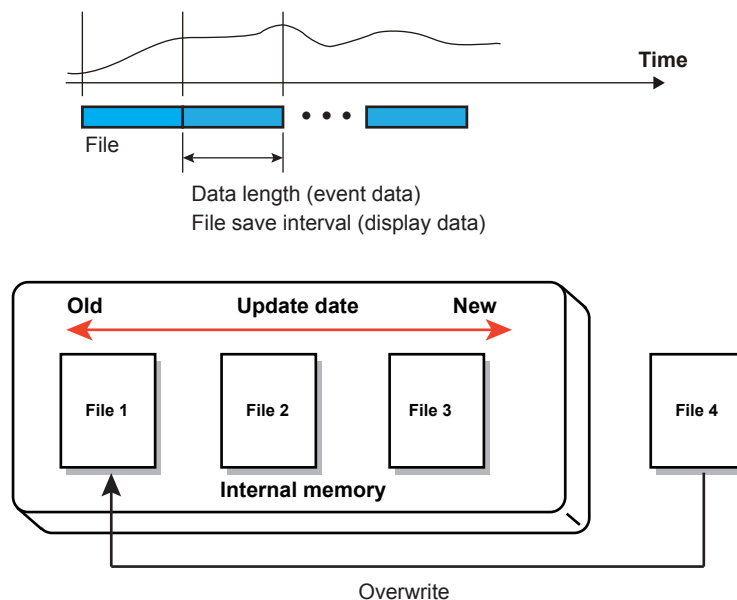 Time
File
Data length (event data)
File save interval (display data)
Old Update date New
File 1 File 2 File 3 File 4
Internal memory
Overwrite